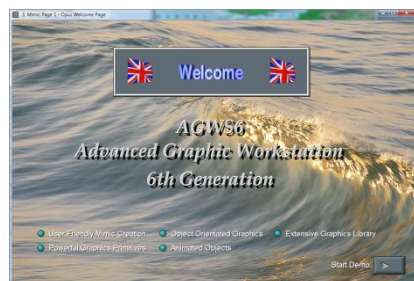 3. Mimic Page 1 - Opus Welcome Page
Welcome
AGWS6
Advanced Graphic Workstation
6th Generation
User Friendly Mimic Creation
Object Orientated Graphics
Extensive Graphics Library
Powerful Graphics Primitives
Animated Objects
Start Demo